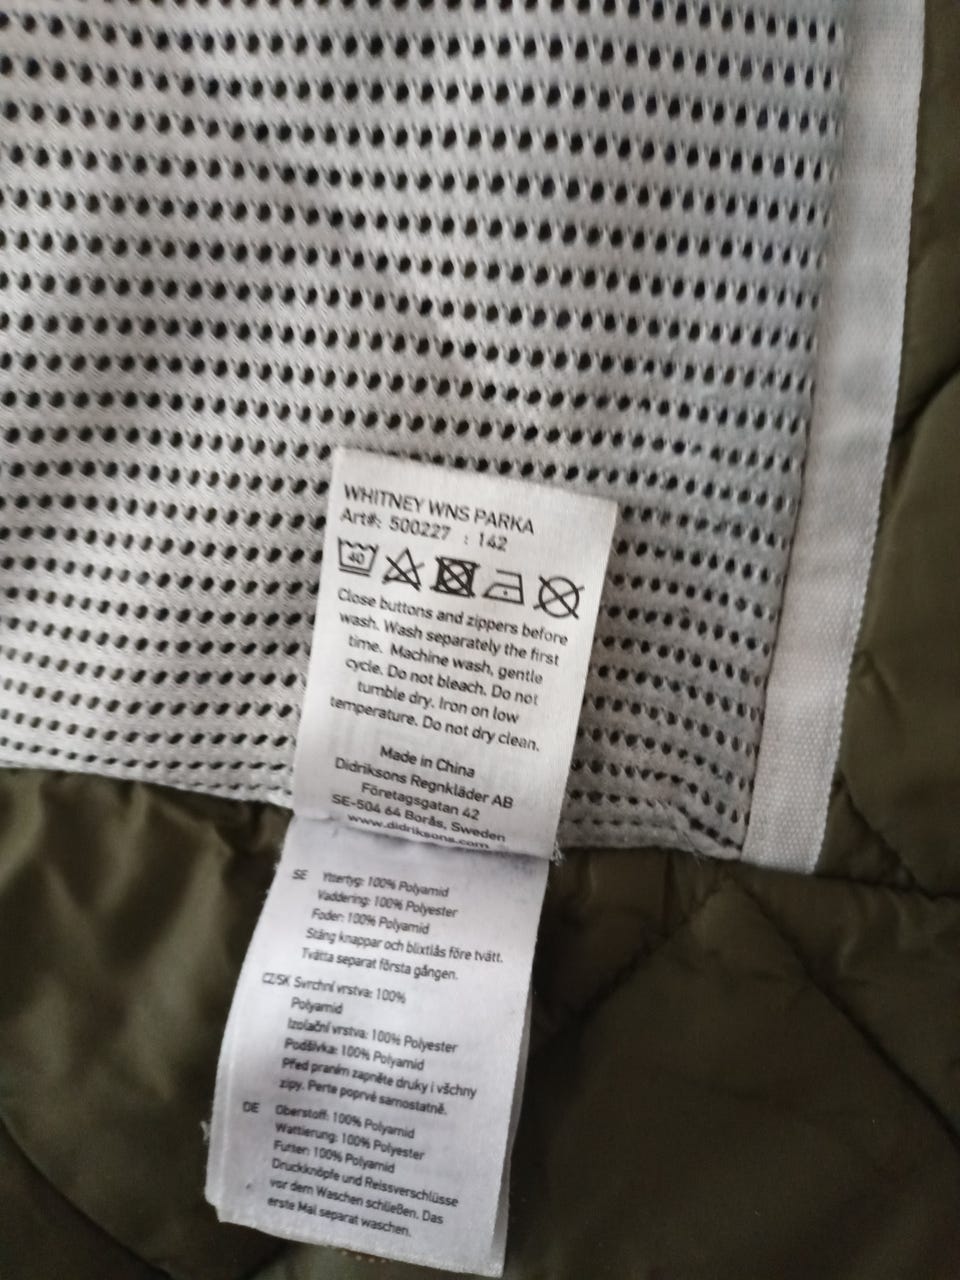 WHITNEY WNS PARKA
Art#: 500227 : 142
40
Close buttons and zippers before
wash. Wash separately the first
time. Machine wash, gentle
cycle. Do not bleach. Do not
tumble dry. Iron on low
temperature. Do not dry clean.
Made in China
Didriksons Regnkläder AB
Företagsgatan 42
SE-504 64 Borås, Sweden
www.didriksons.com
SE Yttertyg: 100% Polyamid
Vaddering: 100% Polyester
Foder: 100% Polyamid
Stäng knappar och blixtlås före tvätt.
Tvätta separat första gången.
CZ/SK Svrchní vrstva: 100%
Polyamid
Izolační vrstva: 100% Polyester
Podšívka: 100% Polyamid
Před praním zapněte druky i všchny
zipy. Perte poprvé samostatně.
DE Oberstoff: 100% Polyamid
Wattierung: 100% Polyester
Futter: 100% Polyamid
Druckknöpfe und Reissverschlüsse
vor dem Waschen schließen. Das
erste Mal separat waschen.